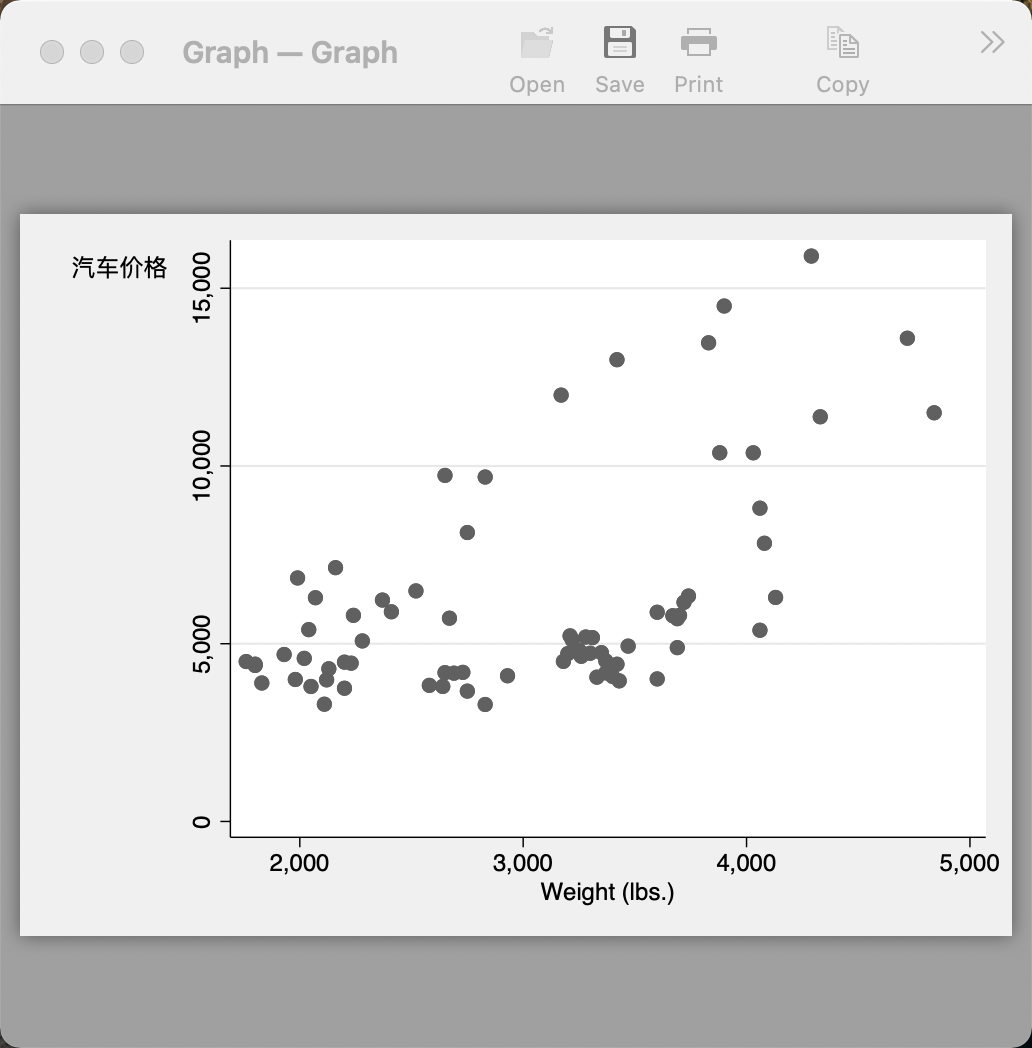 Graph — Graph
Open
Save
Print
Copy
汽车价格
15,000
10,000
5,000
0
2,000
3,000
4,000
5,000
Weight (lbs.)